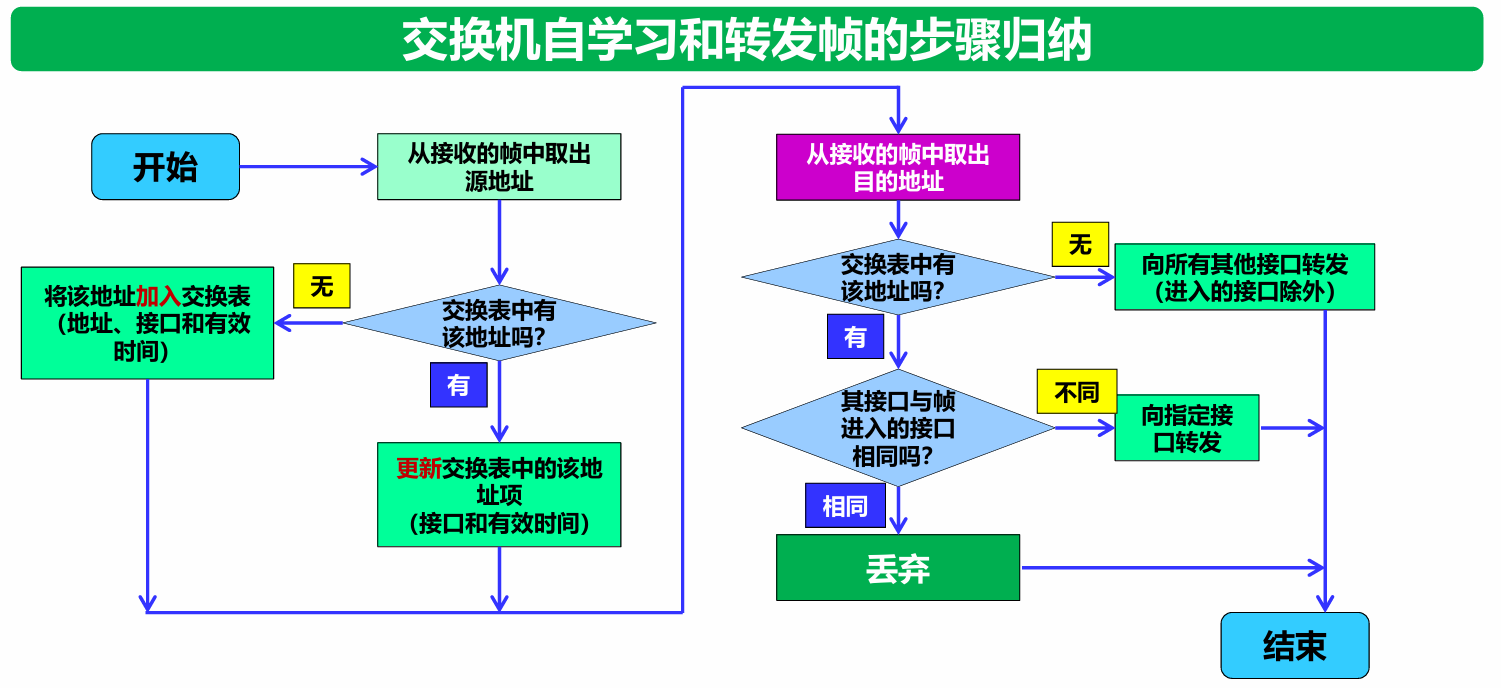 交换机自学习和转发帧的步骤归纳
开始
从接收的帧中取出
源地址
交换表中有
该地址吗？
无
将该地址加入交换表
（地址、接口和有效
时间）
有
更新交换表中的该地
址项
（接口和有效时间）
从接收的帧中取出
目的地址
交换表中有
该地址吗？
无
向所有其他接口转发
（进入的接口除外）
有
其接口与帧
进入的接口
相同吗？
不同
向指定接
口转发
相同
丢弃
结束